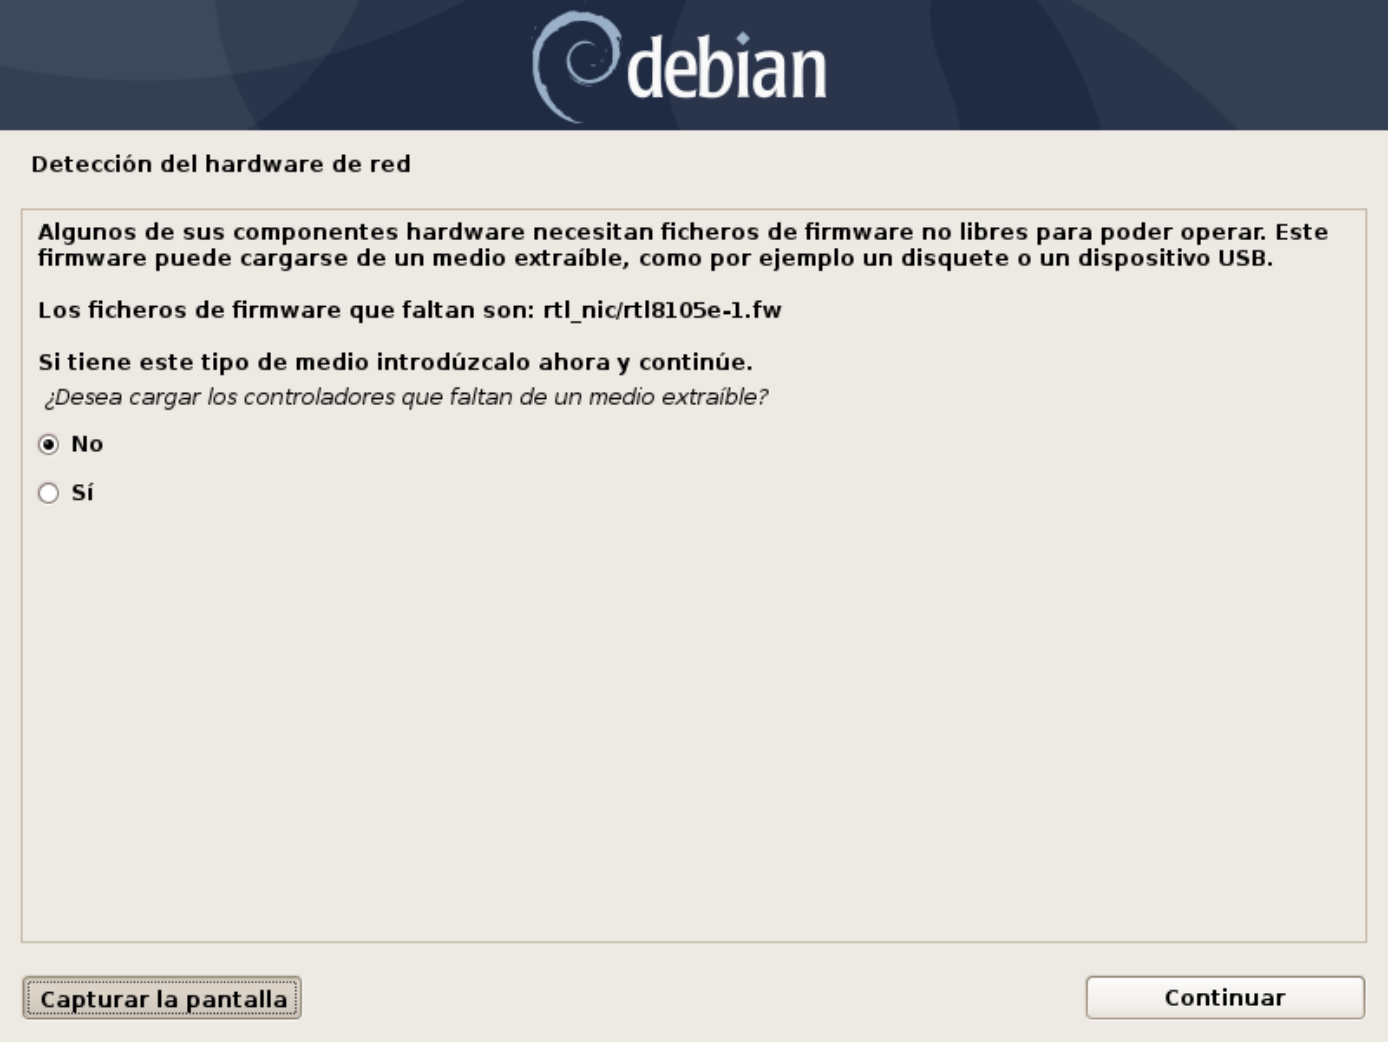 debian
Detección del hardware de red
Algunos de sus componentes hardware necesitan ficheros de firmware no libres para poder operar. Este
firmware puede cargarse de un medio extraíble, como por ejemplo un disquete o un dispositivo USB.
Los ficheros de firmware que faltan son: rtl_nic/rtl8105e-1.fw
Si tiene este tipo de medio introdúzcalo ahora y continúe.
¿Desea cargar los controladores que faltan de un medio extraíble?
No
Sí
Capturar la pantalla
Continuar